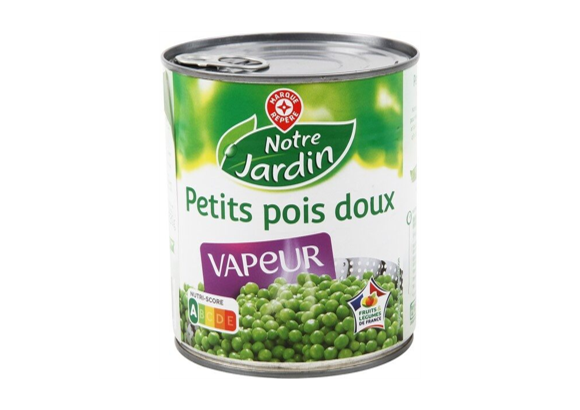 MARQUE
REPÈRE
Notre
Jardin
Petits pois doux
VAPEUR
NUTRI-SCORE
A B C D E
FRUITS &
LÉGUMES
DE FRANCE